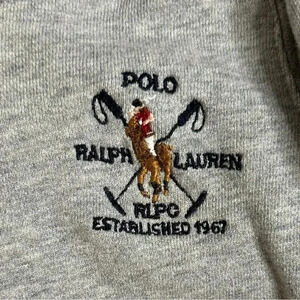 POLO
RALPH LAUREN
RLPC
ESTABLISHED 1967